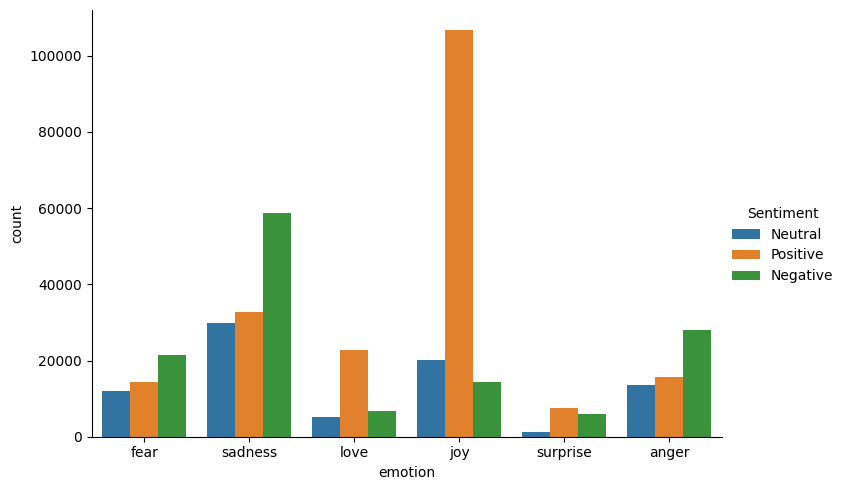 100000
80000
60000
40000
20000
0
count
fear sadness love joy surprise anger
emotion
Sentiment
Neutral
Positive
Negative